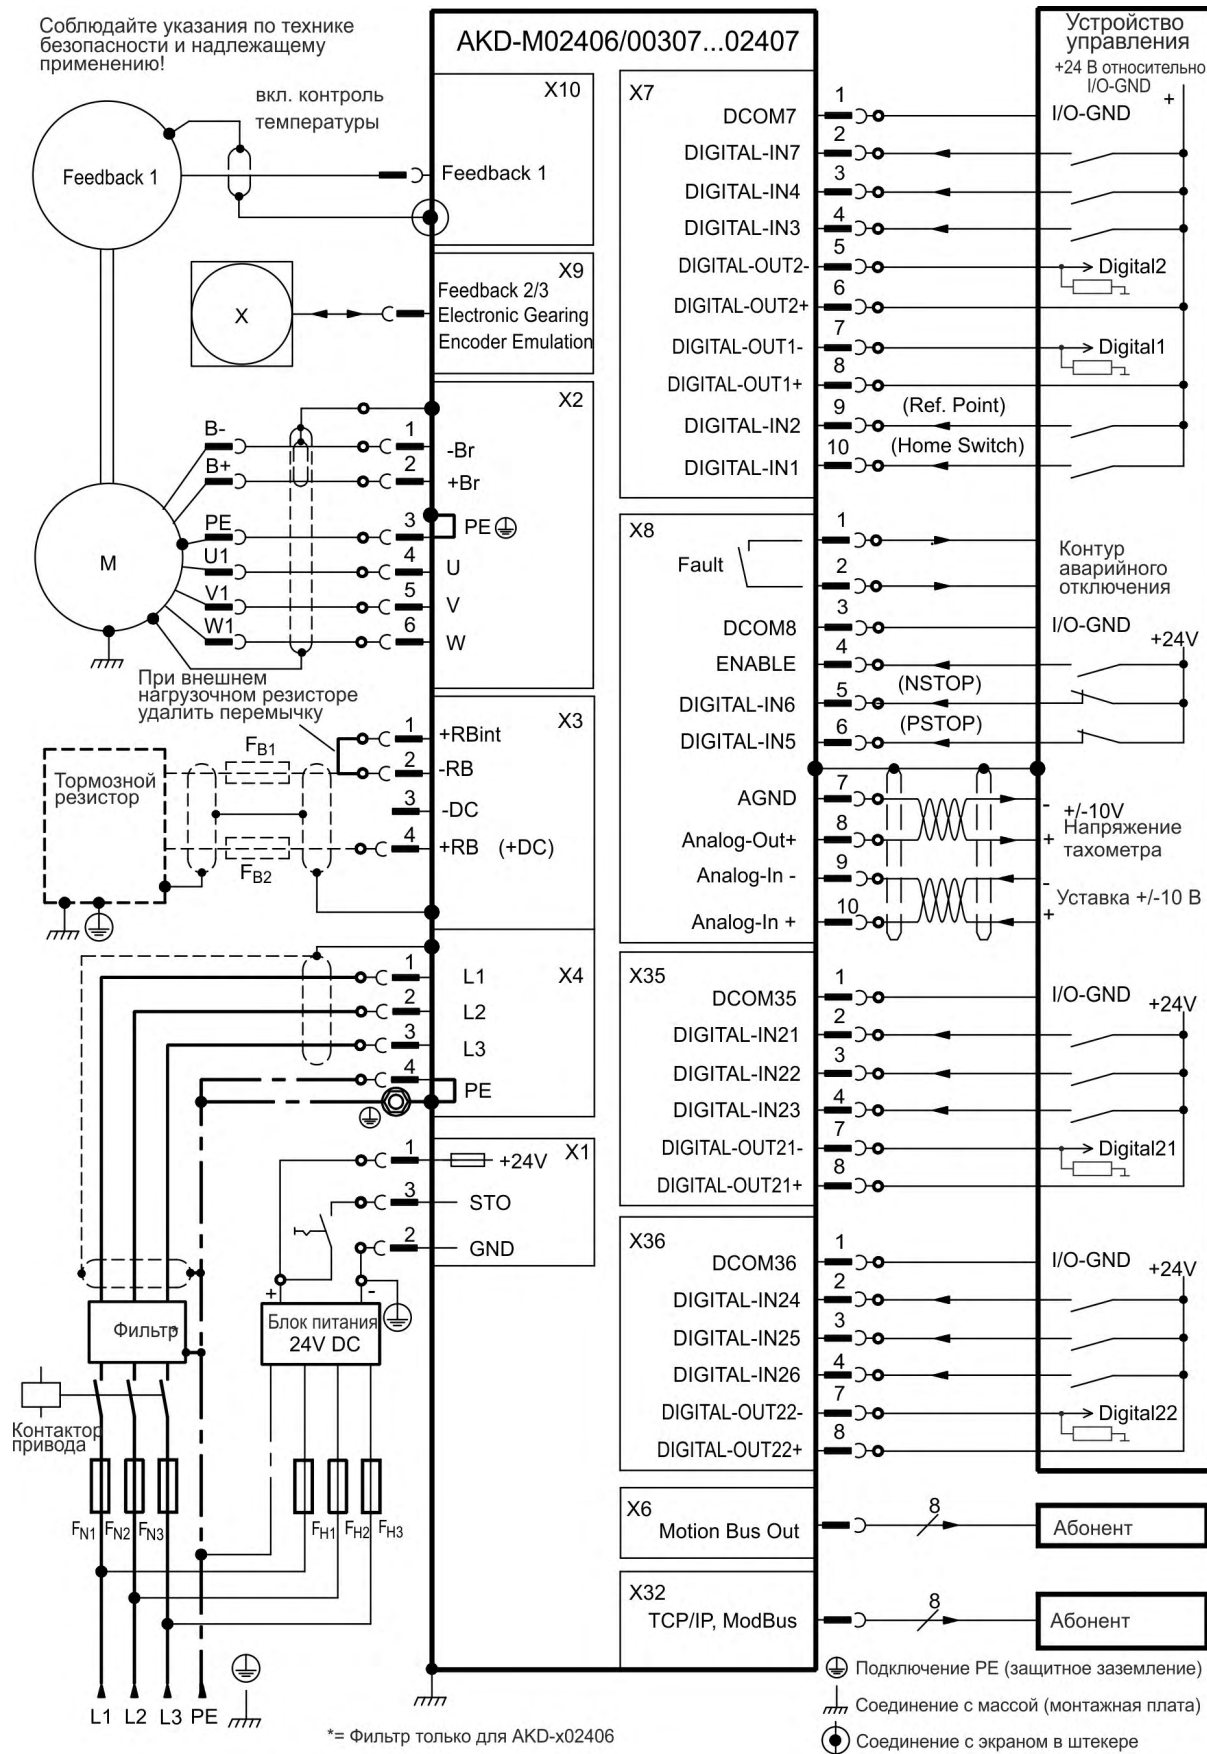 Соблюдайте указания по технике
безопасности и надлежащему
применению!
AKD-M02406/00307...02407
Устройство
управления
+24 В относительно
I/O-GND
+
вкл. контроль
температуры
Feedback 1
X10
Feedback 1
X
X9
Feedback 2/3
Electronic Gearing
Encoder Emulation
X2
B-
1
-Br
B+
2
+Br
PE
3
PE
U1
4
U
V1
5
V
W1
6
W
M
При внешнем
нагрузочном резисторе
удалить перемычку
X3
Тормозной
резистор
FB1
FB2
1
+RBint
2
-RB
3
-DC
4
+RB (+DC)
X4
1
L1
2
L2
3
L3
4
PE
X1
1
+24V
3
STO
2
GND
+
-
Блок питания
24V DC
Фильтр*
Контактор
привода
FN1
FN2
FN3
FH1
FH2
FH3
L1
L2
L3
PE
*= Фильтр только для AKD-x02406
X7
DCOM7
1
I/O-GND
DIGITAL-IN7
2
DIGITAL-IN4
3
DIGITAL-IN3
4
DIGITAL-OUT2-
5
Digital2
DIGITAL-OUT2+
6
DIGITAL-OUT1-
7
Digital1
DIGITAL-OUT1+
8
DIGITAL-IN2
9
(Ref. Point)
DIGITAL-IN1
10
(Home Switch)
X8
Fault
1
2
Контур
аварийного
отключения
DCOM8
3
I/O-GND
+24V
ENABLE
4
DIGITAL-IN6
5
(NSTOP)
DIGITAL-IN5
6
(PSTOP)
AGND
7
-
+/-10V
Analog-Out+
8
+
Напряжение
тахометра
Analog-In -
9
-
Уставка +/-10 В
Analog-In +
10
+
X35
DCOM35
1
I/O-GND
+24V
DIGITAL-IN21
2
DIGITAL-IN22
3
DIGITAL-IN23
4
DIGITAL-OUT21-
7
Digital21
DIGITAL-OUT21+
8
X36
DCOM36
1
I/O-GND
+24V
DIGITAL-IN24
2
DIGITAL-IN25
3
DIGITAL-IN26
4
DIGITAL-OUT22-
7
Digital22
DIGITAL-OUT22+
8
X6
Motion Bus Out
8
Абонент
X32
TCP/IP, ModBus
8
Абонент
Подключение PE (защитное заземление)
Соединение с массой (монтажная плата)
Соединение с экраном в штекере